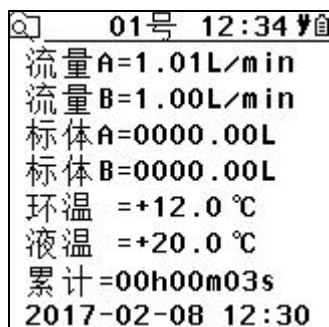 01号 12:34
流量A=1.01L/min
流量B=1.00L/min
标体A=0000.00L
标体B=0000.00L
环温 =+12.0℃
液温 =+20.0℃
累计=00h00m03s
2017-02-08 12:30